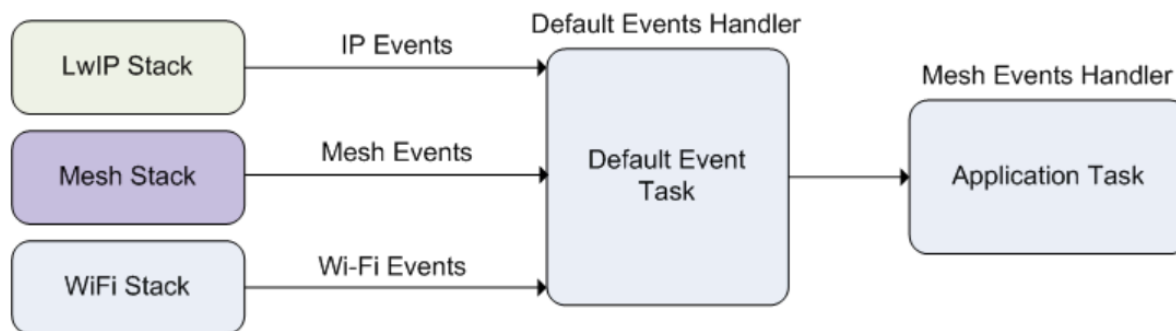 Default Events Handler
LwIP Stack
IP Events
Mesh Events Handler
Mesh Stack
Mesh Events
Default Event
Task
Application Task
WiFi Stack
Wi-Fi Events